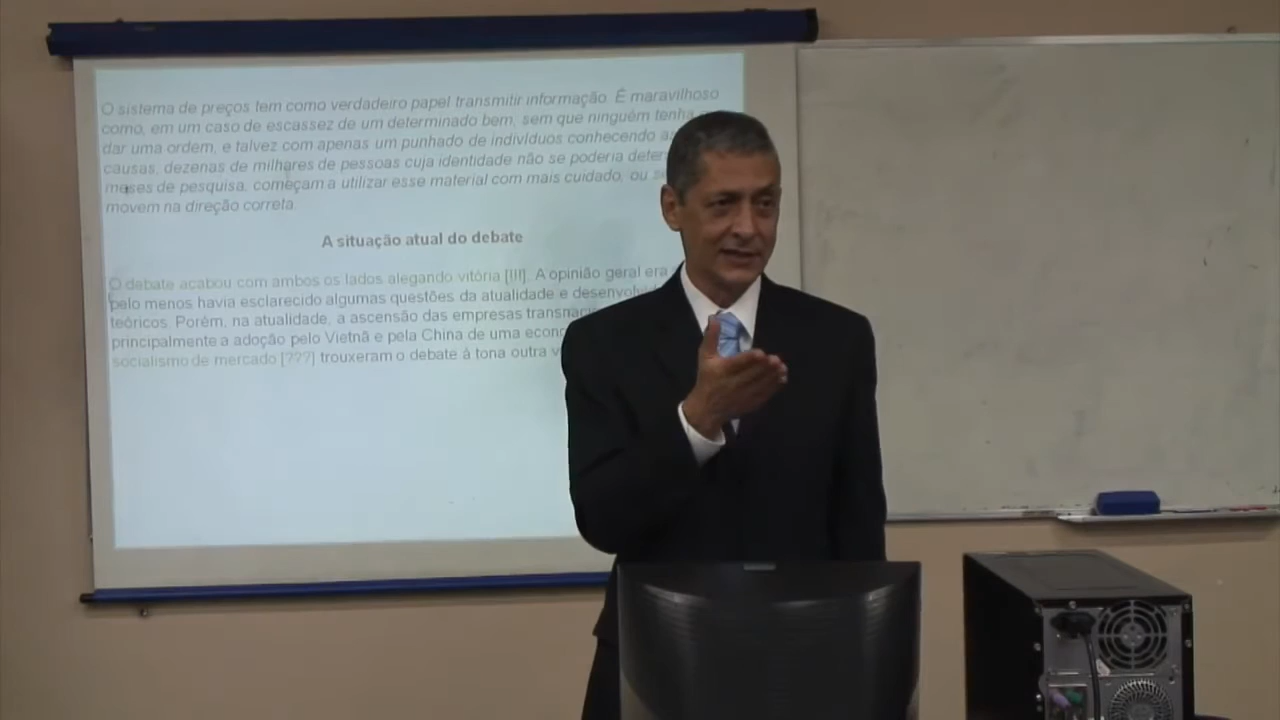 O sistema de preços tem como verdadeiro papel transmitir informação. É maravilhoso
como, em um caso de escassez de um determinado bem, sem que ninguém tenha
dar uma ordem, e talvez com apenas um punhado de indivíduos conhecendo as
causas, dezenas de milhares de pessoas cuja identidade não se poderia
meses de pesquisa, começam a utilizar esse material com mais cuidado, ou
movem na direção correta.
A situação atual do debate
O debate acabou com ambos os lados alegando vitória [III]. A opinião geral era
pelo menos havia esclarecido algumas questões da atualidade e
teóricos. Porém, na atualidade, a ascensão das empresas
principalmente a adoção pelo Vietnã e pela China de uma
socialismo de mercado [???] trouxeram o debate à tona outra